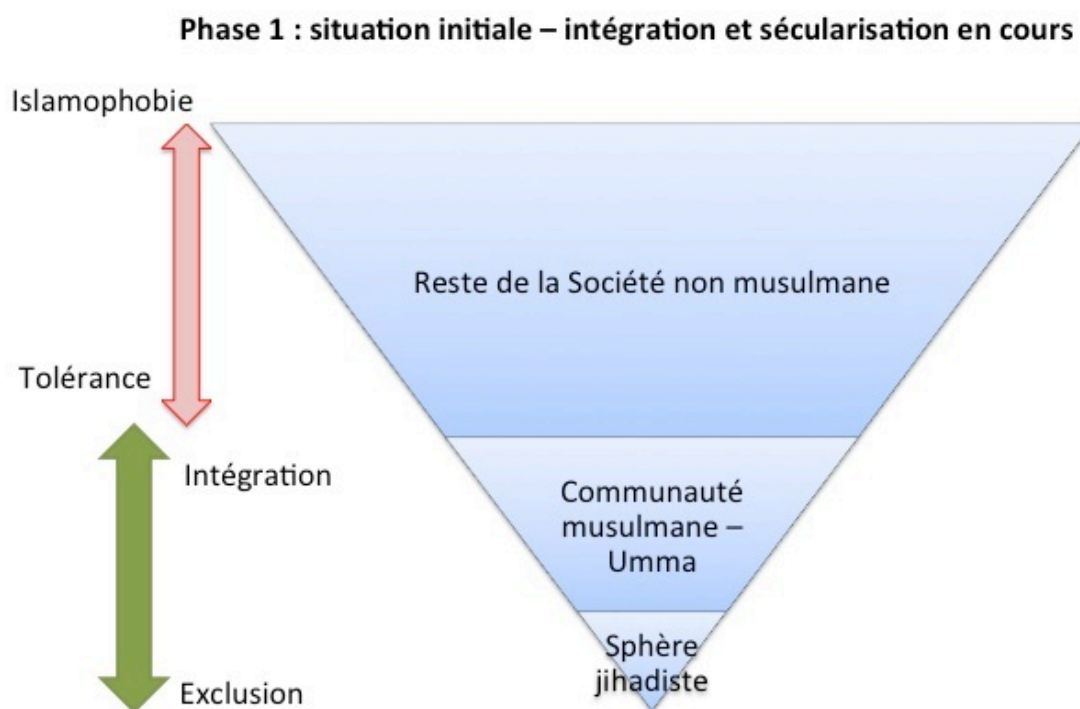 Phase 1 : situation initiale – intégration et sécularisation en cours
Islamophobie
Reste de la Société non musulmane
Tolérance
Intégration
Communauté
musulmane –
Umma
Sphère
jihadiste
Exclusion